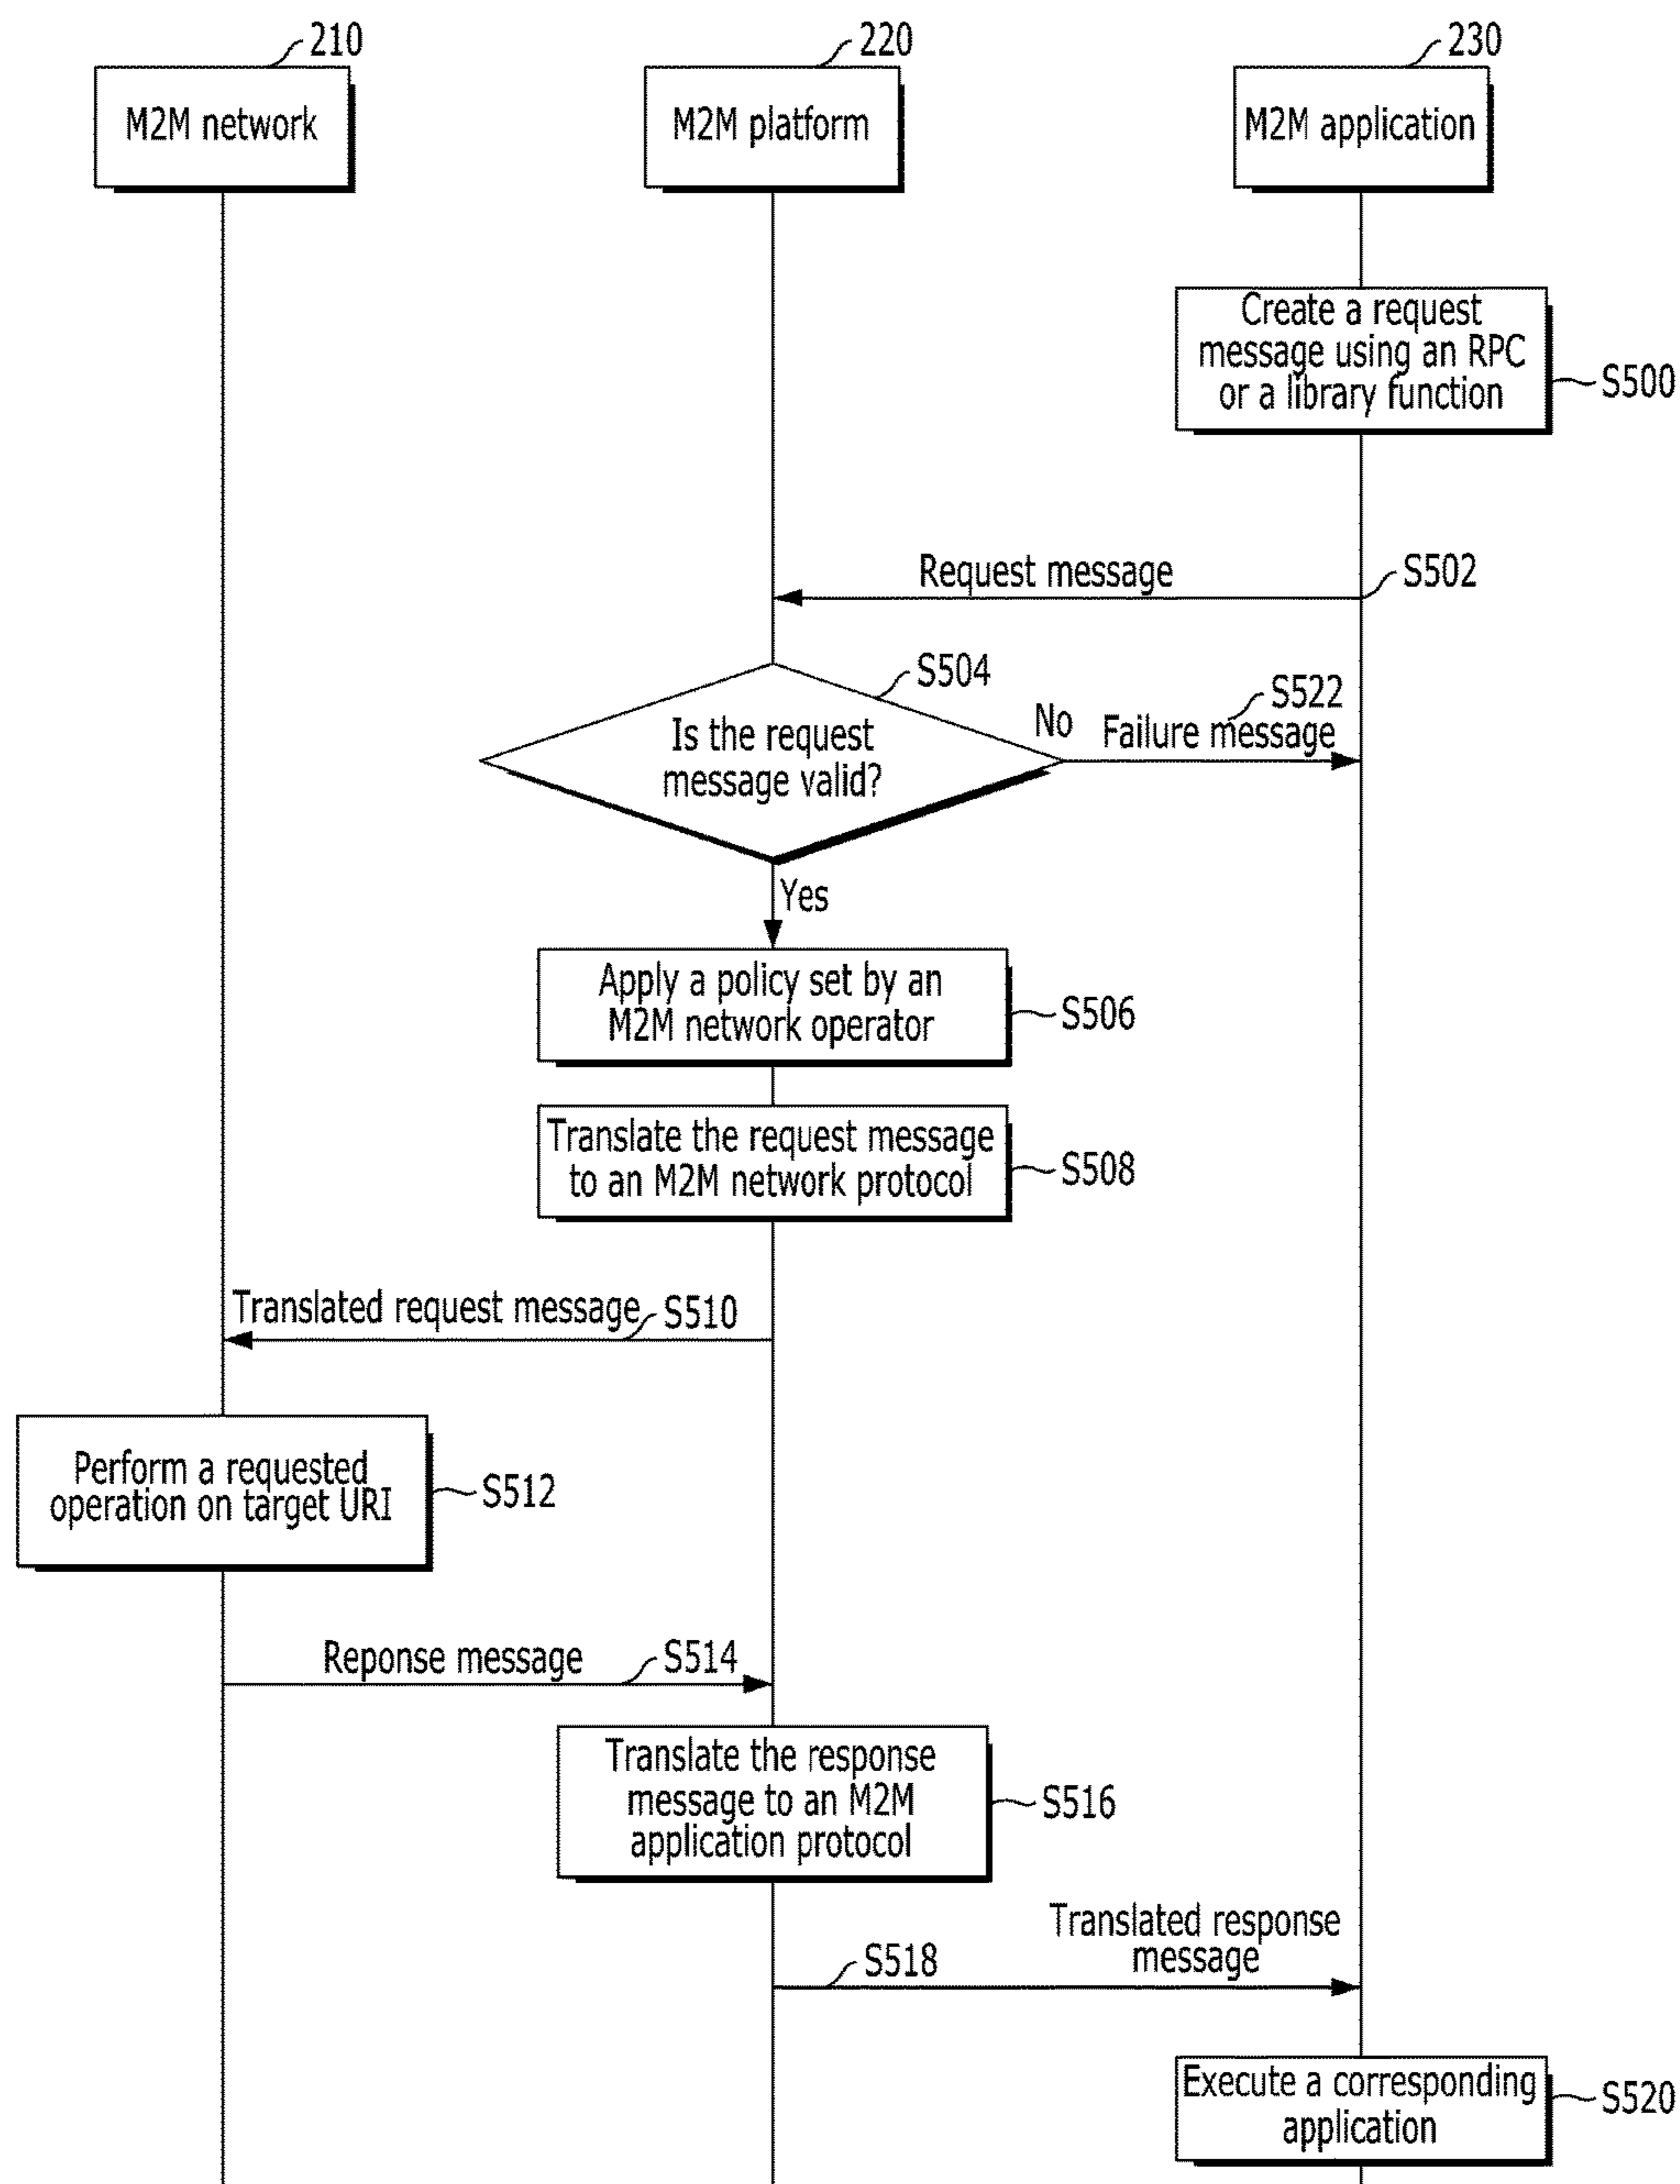 210
220
230
M2M network
M2M platform
M2M application
Create a request
message using an RPC
or a library function
S500
Request message
S502
S504
S522
Is the request
message valid?
No
Failure message
Yes
Apply a policy set by an
M2M network operator
S506
Translate the request message
to an M2M network protocol
S508
Translated request message
S510
Perform a requested
operation on target URI
S512
Reponse message
S514
Translate the response
message to an M2M
application protocol
S516
Translated response
message
S518
Execute a corresponding
application
S520